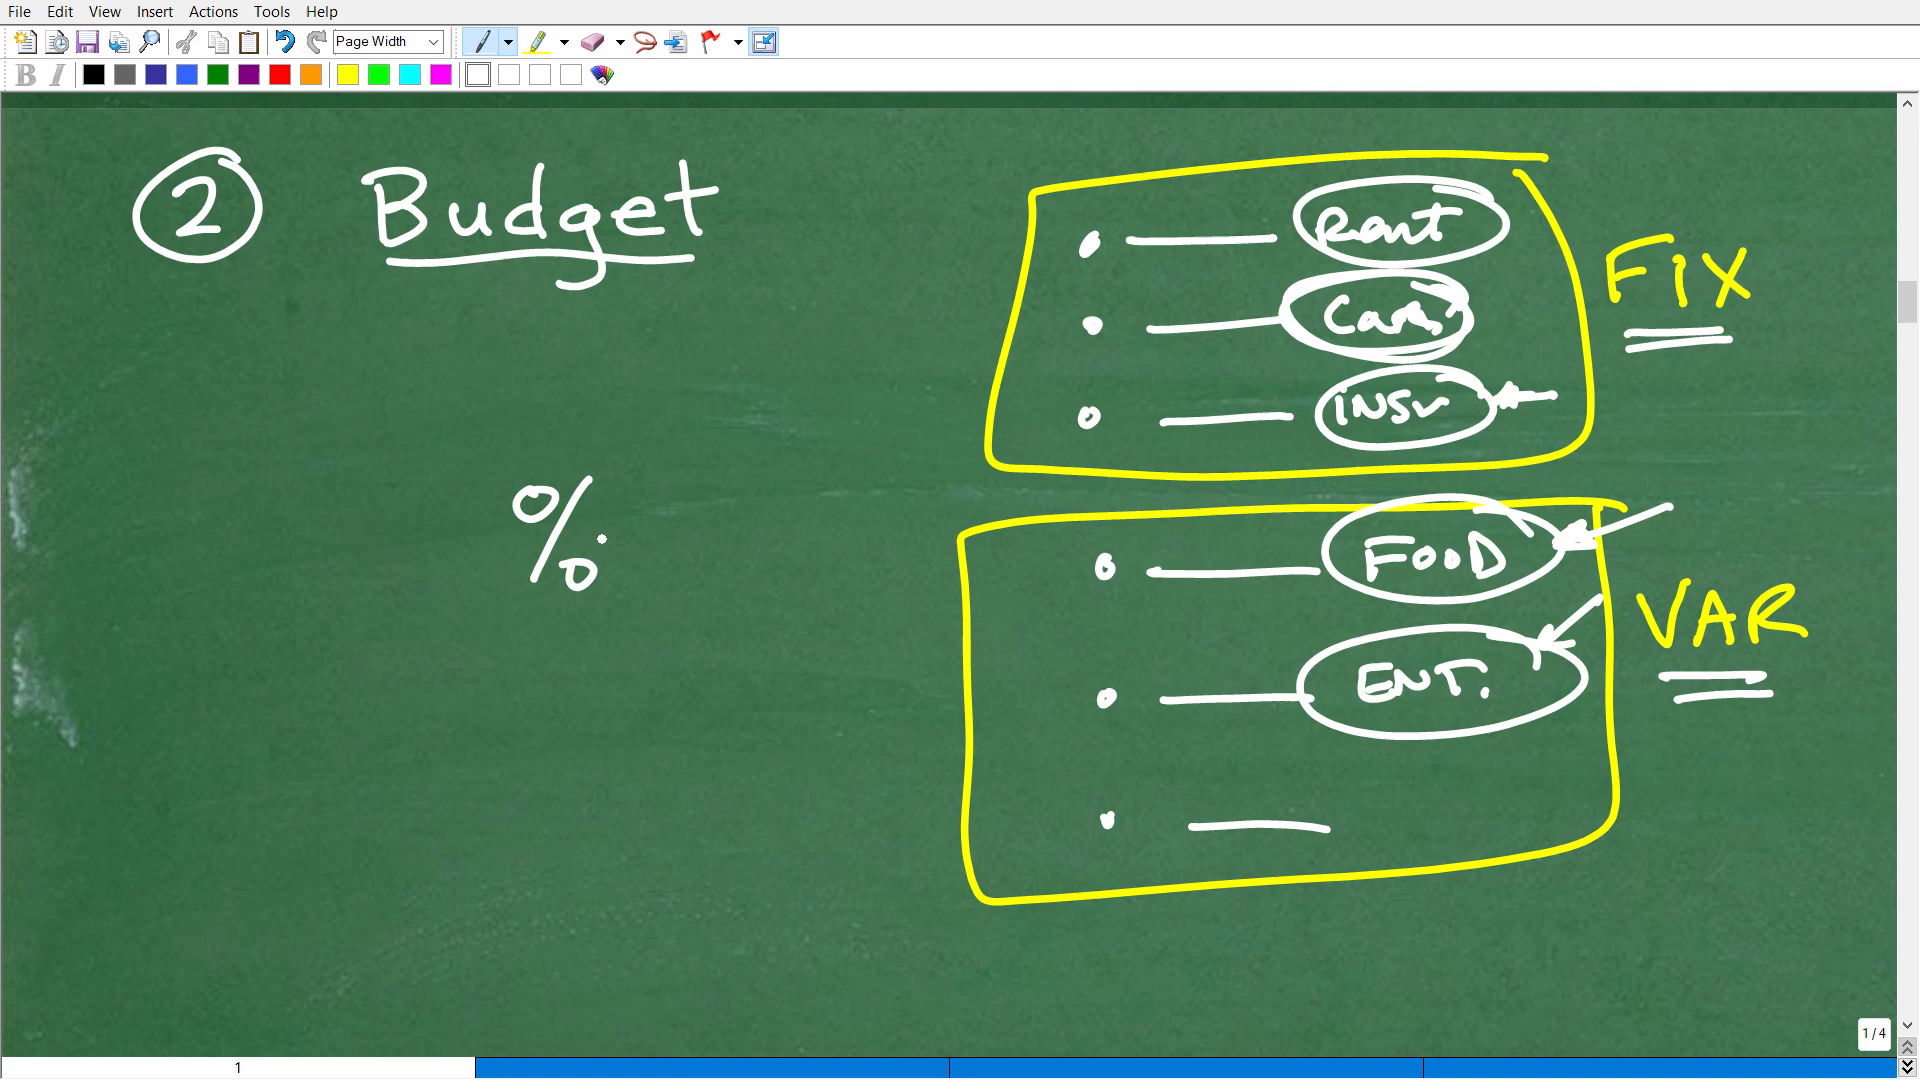 File Edit View Insert Actions Tools Help
Page Width
B I
② Budget
Rent
Car
insu
FIX
%
FOOD
ENT.
VAR
1 / 4
1